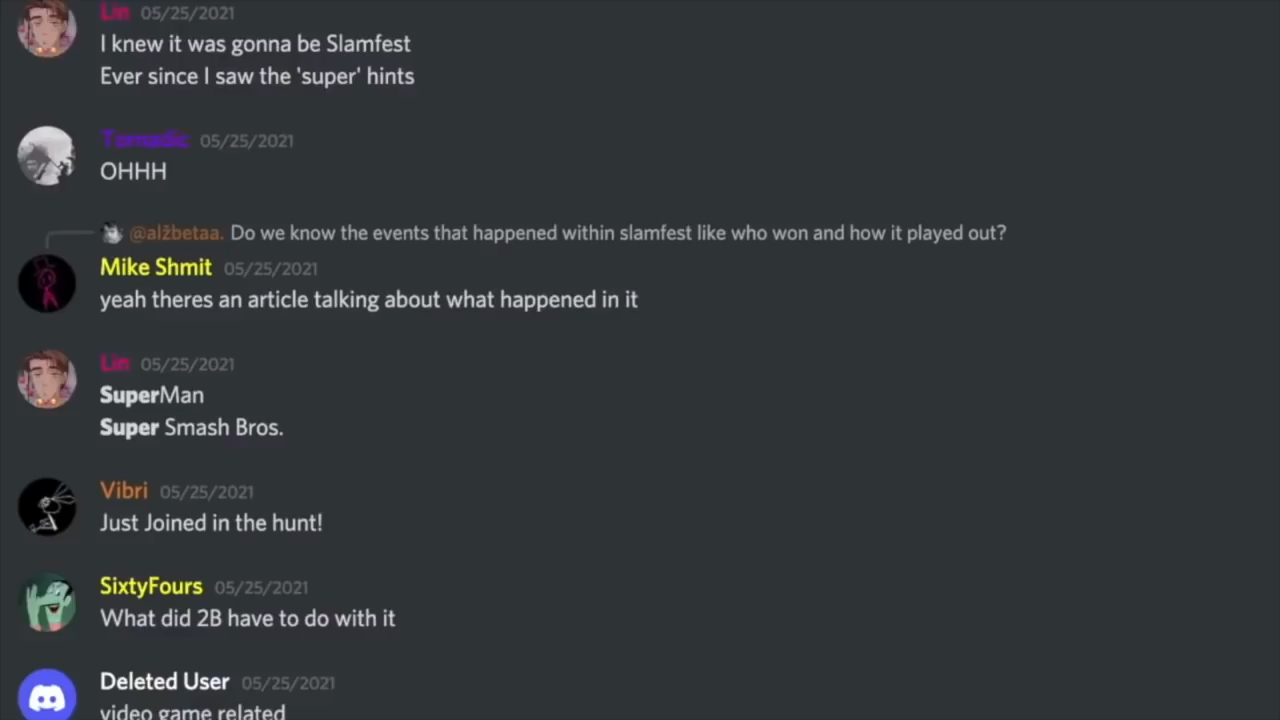 Lin 05/25/2021
I knew it was gonna be Slamfest
Ever since I saw the 'super' hints
Tornadic 05/25/2021
OHHH
@alžbetaa. Do we know the events that happened within slamfest like who won and how it played out?
Mike Shmit 05/25/2021
yeah theres an article talking about what happened in it
Lin 05/25/2021
SuperMan
Super Smash Bros.
Vibri 05/25/2021
Just Joined in the hunt!
SixtyFours 05/25/2021
What did 2B have to do with it
Deleted User 05/25/2021
video game related